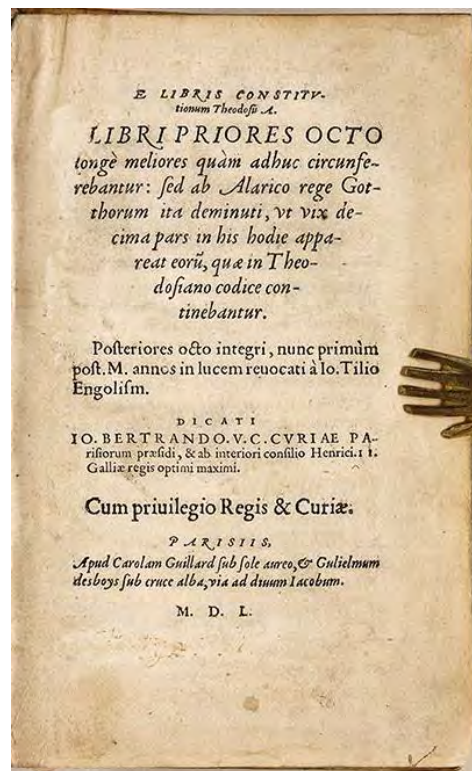 E LIBRIS CONSTITV-
tionum Theodosii A.
LIBRI PRIORES OCTO
longè meliores quàm adhuc circunfe-
rebantur: sed ab Alarico rege Got-
thorum ita deminuti, vt vix de-
cima pars in his hodie appa-
reat eorũ, quæ in Theo-
dosiano codice con-
tinebantur.
Posteriores octo integri, nunc primùm
post. M. annos in lucem reuocati à Io. Tilio
Engolism.
DICATI
IO. BERTRANDO. V. C. CVRIAE PA-
risiorum præsidi, & ab interiori consilio Henrici. II.
Galliæ regis optimi maximi.
Cum priuilegio Regis & Curiæ.
PARISIIS,
Apud Carolam Guillard sub sole aureo, & Gulielmum
desboys sub cruce alba, via ad diuum Iacobum.
M. D. L.